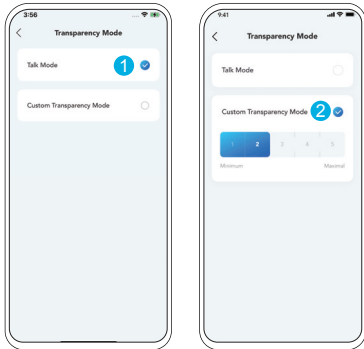 3:56
Transparency Mode
Talk Mode
1
Custom Transparency Mode
9:41
Transparency Mode
Talk Mode
Custom Transparency Mode
2
1 2 3 4 5
Minimum Maximal